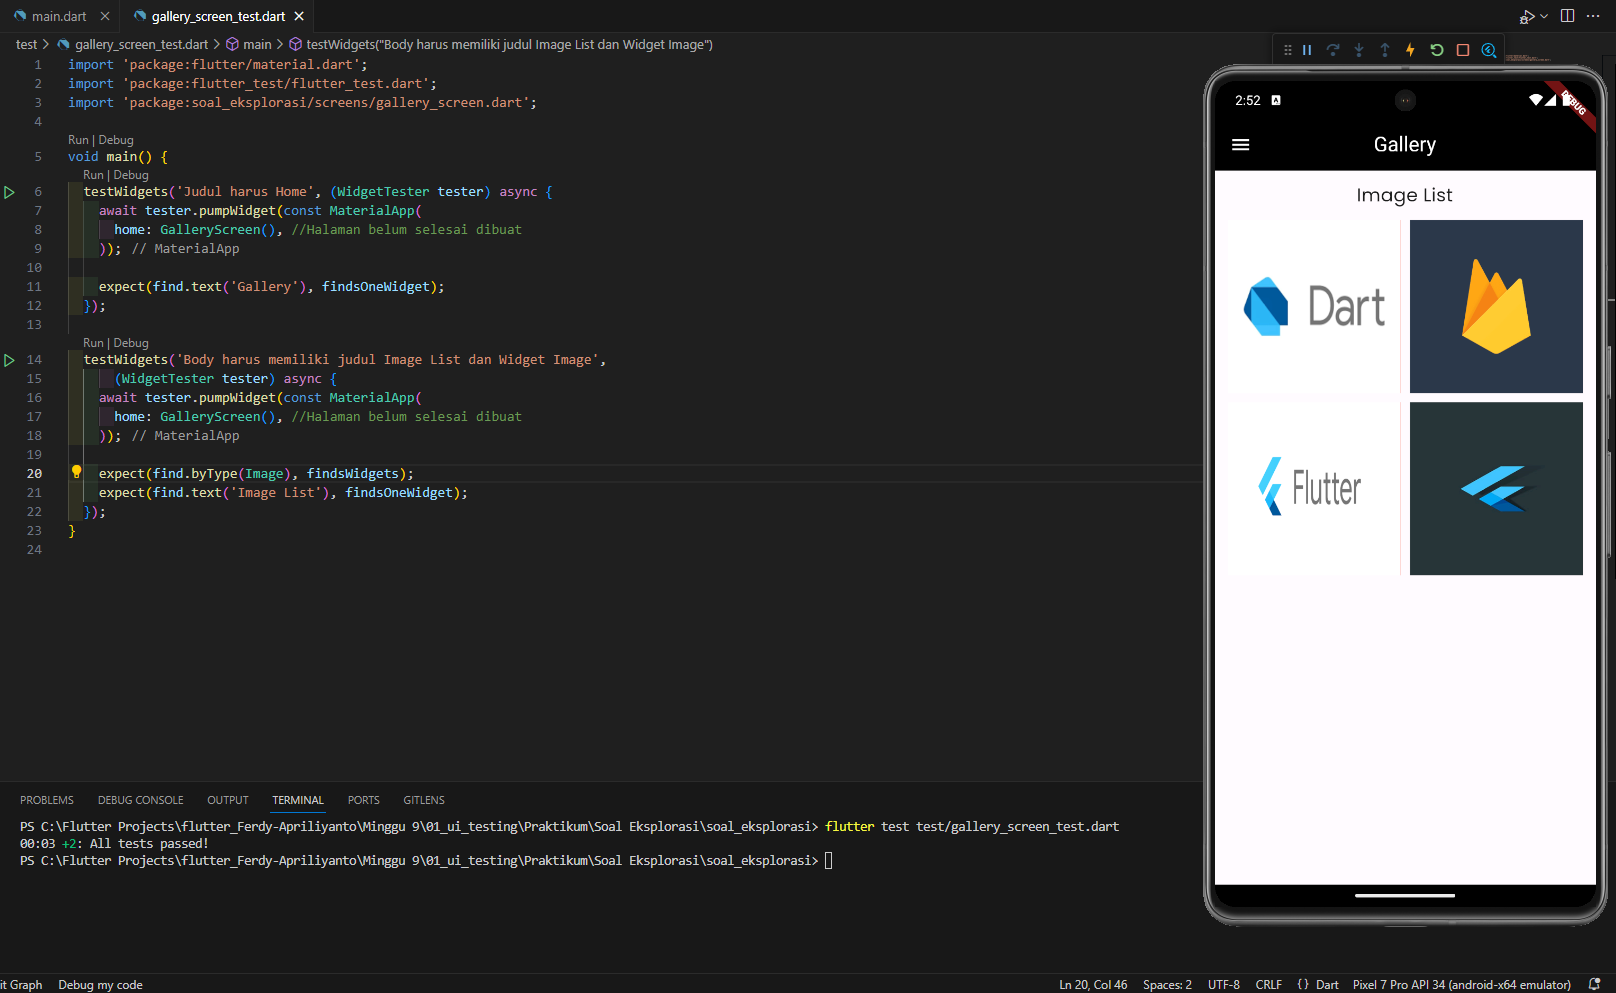 main.dart
gallery_screen_test.dart
test > gallery_screen_test.dart > main > testWidgets("Body harus memiliki judul Image List dan Widget Image")
1 import 'package:flutter/material.dart';
2 import 'package:flutter_test/flutter_test.dart';
3 import 'package:soal_eksplorasi/screens/gallery_screen.dart';
4
Run | Debug
5 void main() {
Run | Debug
6 testWidgets('Judul harus Home', (WidgetTester tester) async {
7 await tester.pumpWidget(const MaterialApp(
8 home: GalleryScreen(), //Halaman belum selesai dibuat
9 )); // MaterialApp
10
11 expect(find.text('Gallery'), findsOneWidget);
12 });
13
Run | Debug
14 testWidgets('Body harus memiliki judul Image List dan Widget Image',
15 (WidgetTester tester) async {
16 await tester.pumpWidget(const MaterialApp(
17 home: GalleryScreen(), //Halaman belum selesai dibuat
18 )); // MaterialApp
19
20 expect(find.byType(Image), findsWidgets);
21 expect(find.text('Image List'), findsOneWidget);
22 });
23 }
24
2:52 A
DEBUG
Gallery
Image List
Dart
Flutter
PROBLEMS DEBUG CONSOLE OUTPUT TERMINAL PORTS GITLENS
PS C:\Flutter Projects\flutter_Ferdy-Apriliyanto\Minggu 9\01_ui_testing\Praktikum\Soal Eksplorasi\soal_eksplorasi> flutter test test/gallery_screen_test.dart
00:03 +2: All tests passed!
PS C:\Flutter Projects\flutter_Ferdy-Apriliyanto\Minggu 9\01_ui_testing\Praktikum\Soal Eksplorasi\soal_eksplorasi>
it Graph Debug my code Ln 20, Col 46 Spaces: 2 UTF-8 CRLF {} Dart Pixel 7 Pro API 34 (android-x64 emulator)